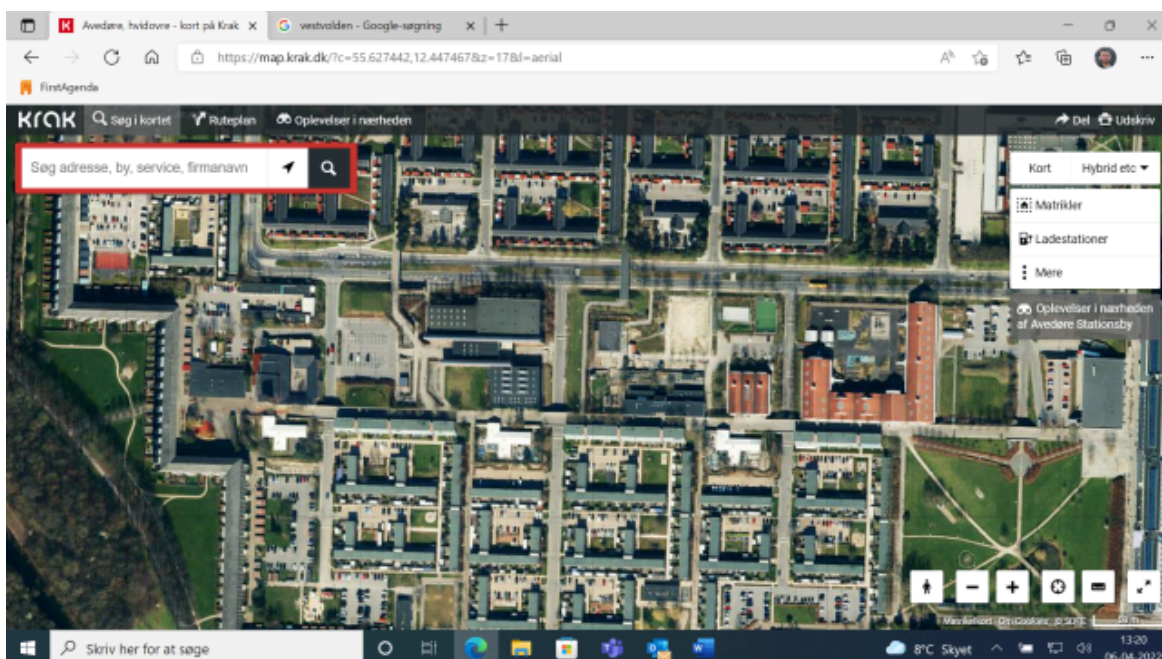 Avedøre, hvidovre - kort på Krak
vestvolden - Google-søgning
https://map.krak.dk/?c=55.627442,12.447467&z=17&l=aerial
FirstAgenda
Krak Søg i kortet Ruteplan Oplevelser i nærheden Del Udskriv
Søg adresse, by, service, firmanavn
Kort Hybrid etc
Matrikler
Ladestationer
Mere
Oplevelser i nærheden
af Avedøre Stationsby
Skriv her for at søge
8°C Skyet
13:20
06-04-2022